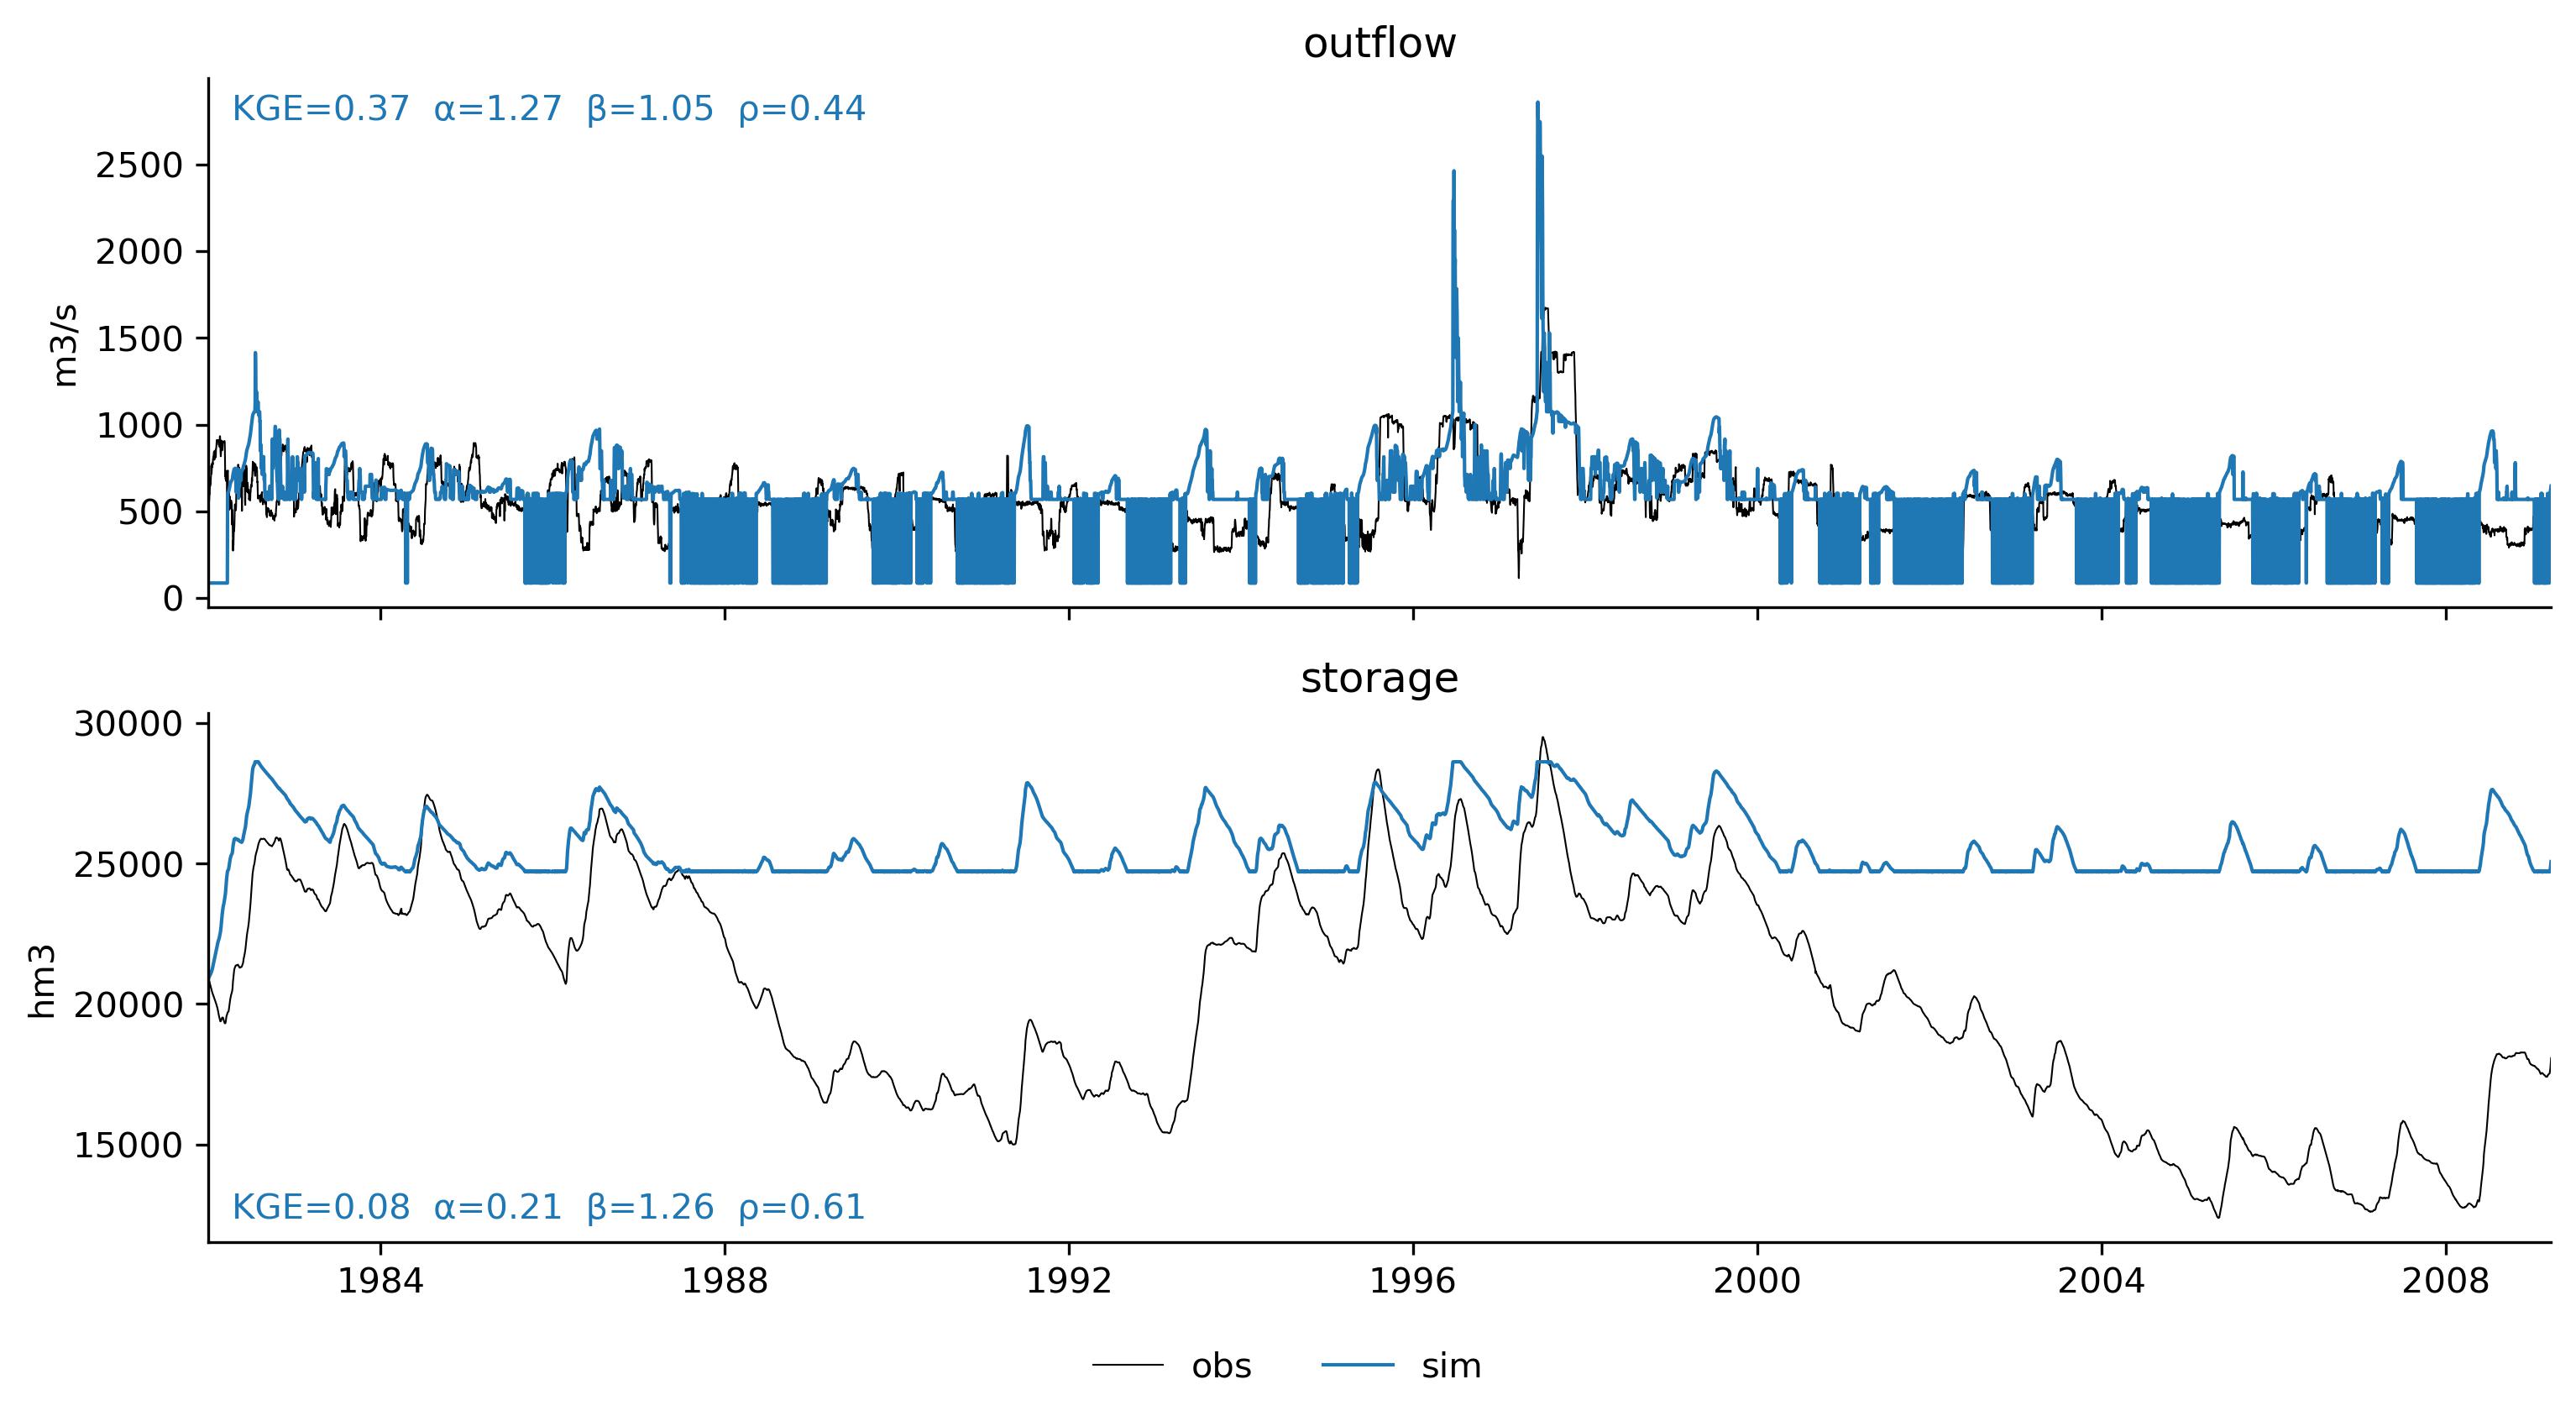 outflow
KGE=0.37 α=1.27 β=1.05 ρ=0.44
m3/s
2500
2000
1500
1000
500
0
storage
hm3
30000
25000
20000
15000
KGE=0.08 α=0.21 β=1.26 ρ=0.61
1984 1988 1992 1996 2000 2004 2008
obs sim